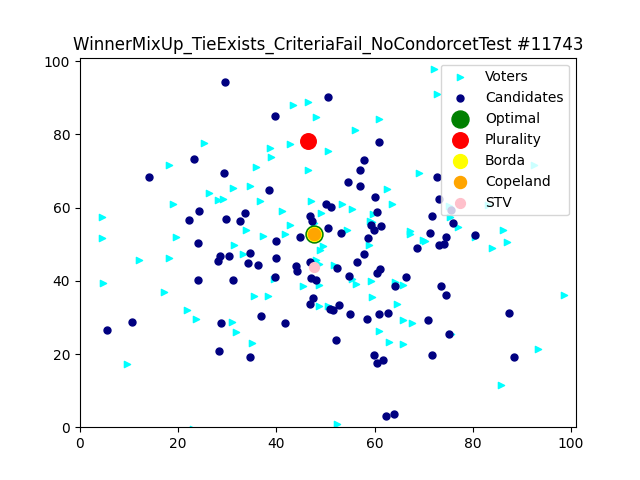 WinnerMixUp_TieExists_CriteriaFail_NoCondorcetTest #11743
100
80
60
40
20
0
0 20 40 60 80 100
Voters
Candidates
Optimal
Plurality
Borda
Copeland
STV